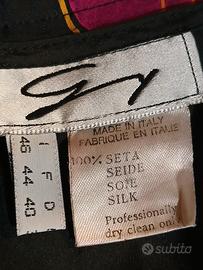 MADE IN ITALY
FABRIQUE EN ITALIE
100% SETA
SEIDE
SOIE
SILK
Professionally
dry clean only
I F D
46 44 40
subito